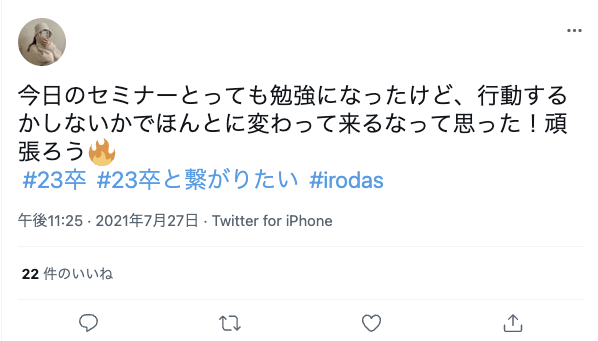 今日のセミナーとっても勉強になったけど、行動する
かしないかでほんとに変わって来るなって思った！頑
張ろう🔥
#23卒 #23卒と繋がりたい #irodas
午後11:25 · 2021年7月27日 · Twitter for iPhone
22 件のいいね